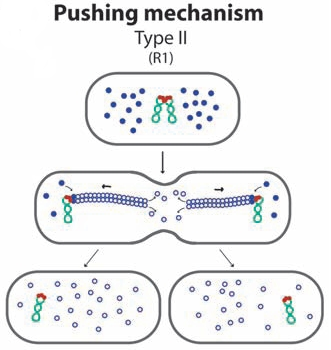 Pushing mechanism
Type II
(R1)